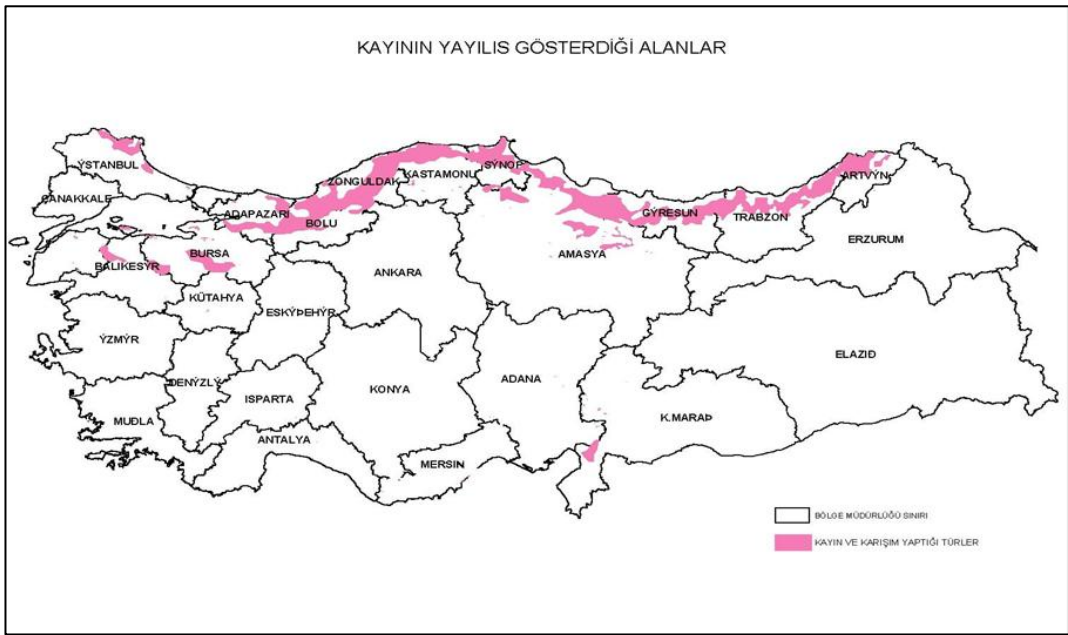 KAYININ YAYILIS GÖSTERDİĞİ ALANLAR
ÝSTANBUL
ÇANAKKALE
ADAPAZARI
ZONGULDAK
BOLU
KASTAMONU
SÝNOP
GÝRESUN
TRABZON
ARTVÝN
ERZURUM
AMASYA
ANKARA
BURSA
BALIKESÝR
KÜTAHYA
ESKÝÞEHÝR
ÝZMÝR
DENÝZLÝ
ISPARTA
KONYA
ADANA
ELAZIÐ
K.MARAÞ
MUÐLA
ANTALYA
MERSIN
BÖLGE MÜDÜRLÜĞÜ SINIRI
KAYIN VE KARIŞIM YAPTIĞI TÜRLER